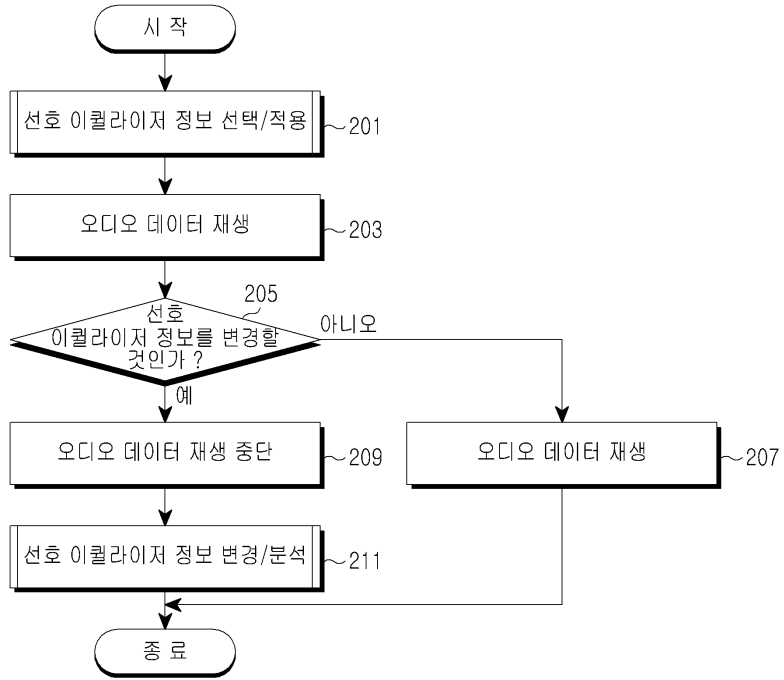 시 작
선호 이퀄라이저 정보 선택/적용
201
오디오 데이터 재생
203
205
선호
이퀄라이저 정보를 변경할
것인가 ?
아니오
예
오디오 데이터 재생 중단
209
오디오 데이터 재생
207
선호 이퀄라이저 정보 변경/분석
211
종 료